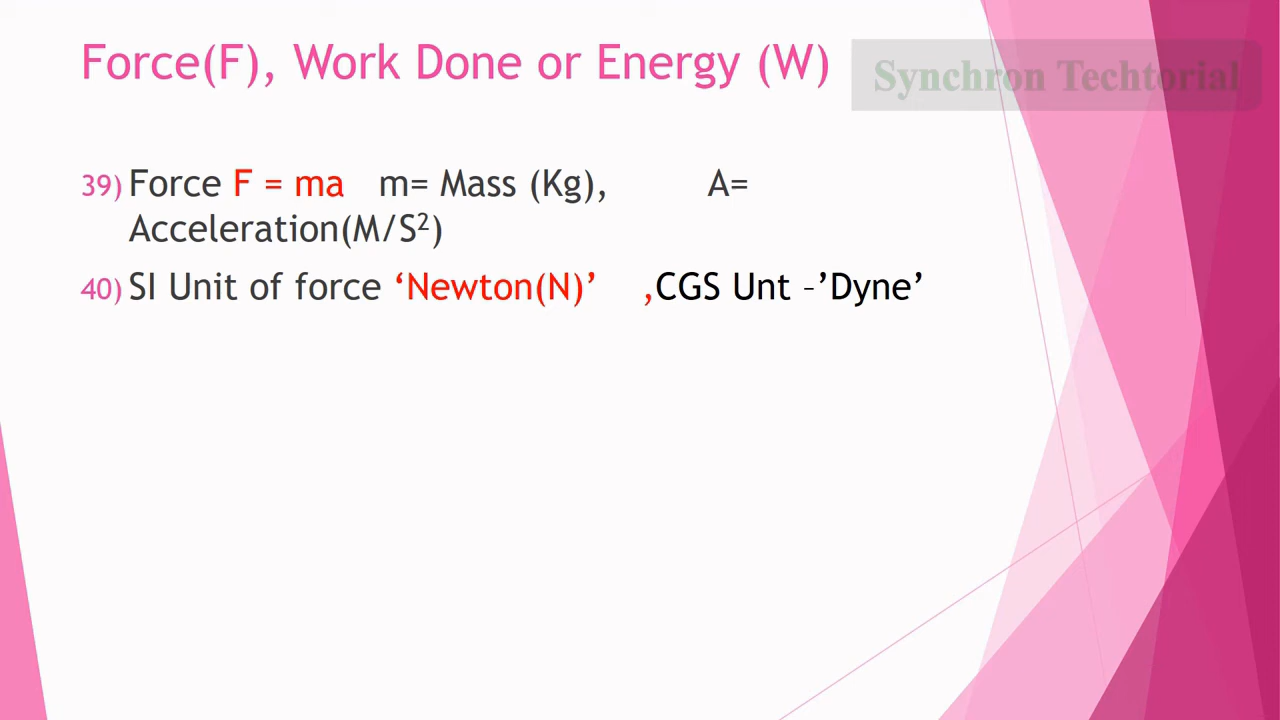 Force(F), Work Done or Energy (W)
Synchron Techtorial
39) Force F = ma m= Mass (Kg), A=
Acceleration(M/S²)
40) SI Unit of force ‘Newton(N)’ ,CGS Unt –’Dyne’